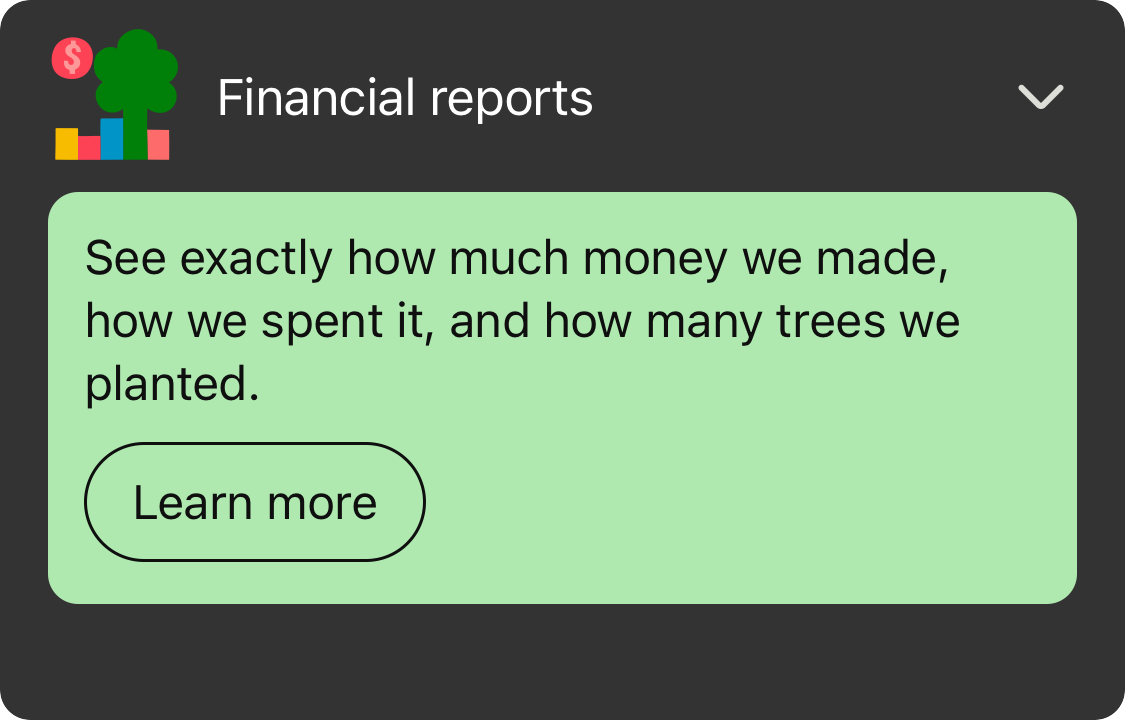 $
Financial reports
See exactly how much money we made,
how we spent it, and how many trees we
planted.
Learn more